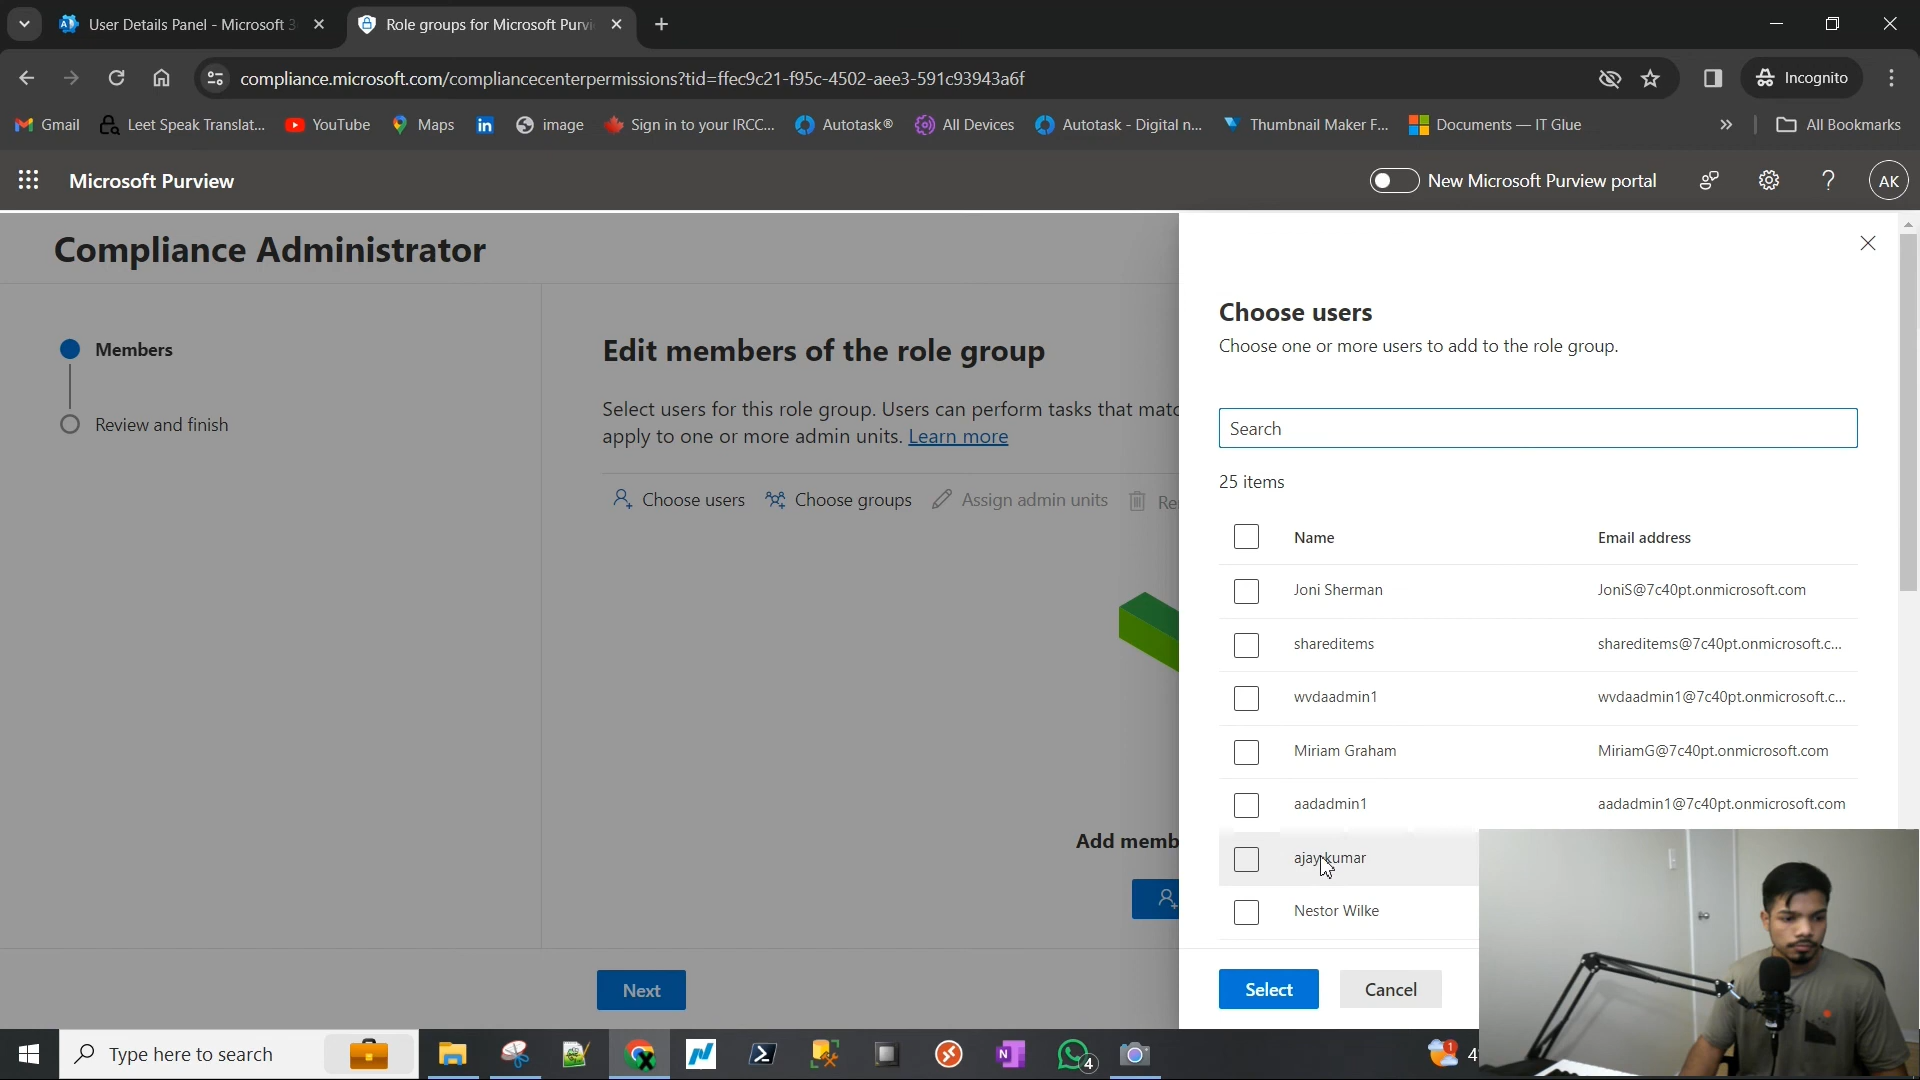 User Details Panel - Microsoft 3
Role groups for Microsoft Purvi
compliance.microsoft.com/compliancecenterpermissions?tid=ffec9c21-f95c-4502-aee3-591c93943a6f
Incognito
Gmail
Leet Speak Translat...
YouTube
Maps
image
Sign in to your IRCC...
Autotask®
All Devices
Autotask - Digital n...
Thumbnail Maker F...
Documents — IT Glue
All Bookmarks
Microsoft Purview
New Microsoft Purview portal
AK
Compliance Administrator
Members
Review and finish
Edit members of the role group
Select users for this role group. Users can perform tasks that matc
apply to one or more admin units. Learn more
Choose users
Choose groups
Assign admin units
Re
Add memb
Next
Choose users
Choose one or more users to add to the role group.
Search
25 items
Name Email address
Joni Sherman JoniS@7c40pt.onmicrosoft.com
shareditems shareditems@7c40pt.onmicrosoft.c...
wvdaadmin1 wvdaadmin1@7c40pt.onmicrosoft.c...
Miriam Graham MiriamG@7c40pt.onmicrosoft.com
aadadmin1 aadadmin1@7c40pt.onmicrosoft.com
ajay kumar
Nestor Wilke
Select
Cancel
Type here to search
4
1
4